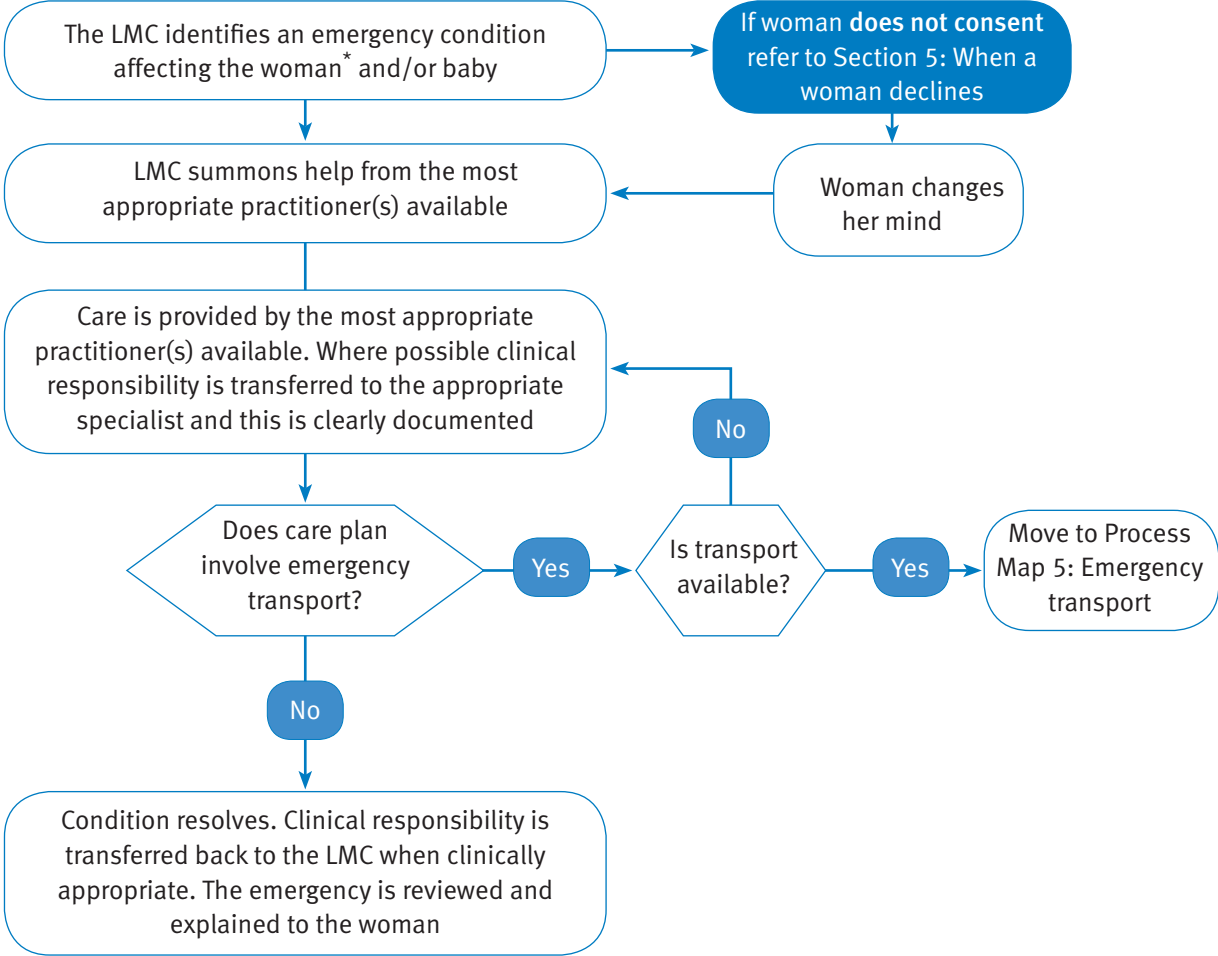 The LMC identifies an emergency condition
affecting the woman* and/or baby
If woman does not consent
refer to Section 5: When a
woman declines
LMC summons help from the most
appropriate practitioner(s) available
Woman changes
her mind
Care is provided by the most appropriate
practitioner(s) available. Where possible clinical
responsibility is transferred to the appropriate
specialist and this is clearly documented
No
Does care plan
involve emergency
transport?
Yes
Is transport
available?
Yes
Move to Process
Map 5: Emergency
transport
No
Condition resolves. Clinical responsibility is
transferred back to the LMC when clinically
appropriate. The emergency is reviewed and
explained to the woman